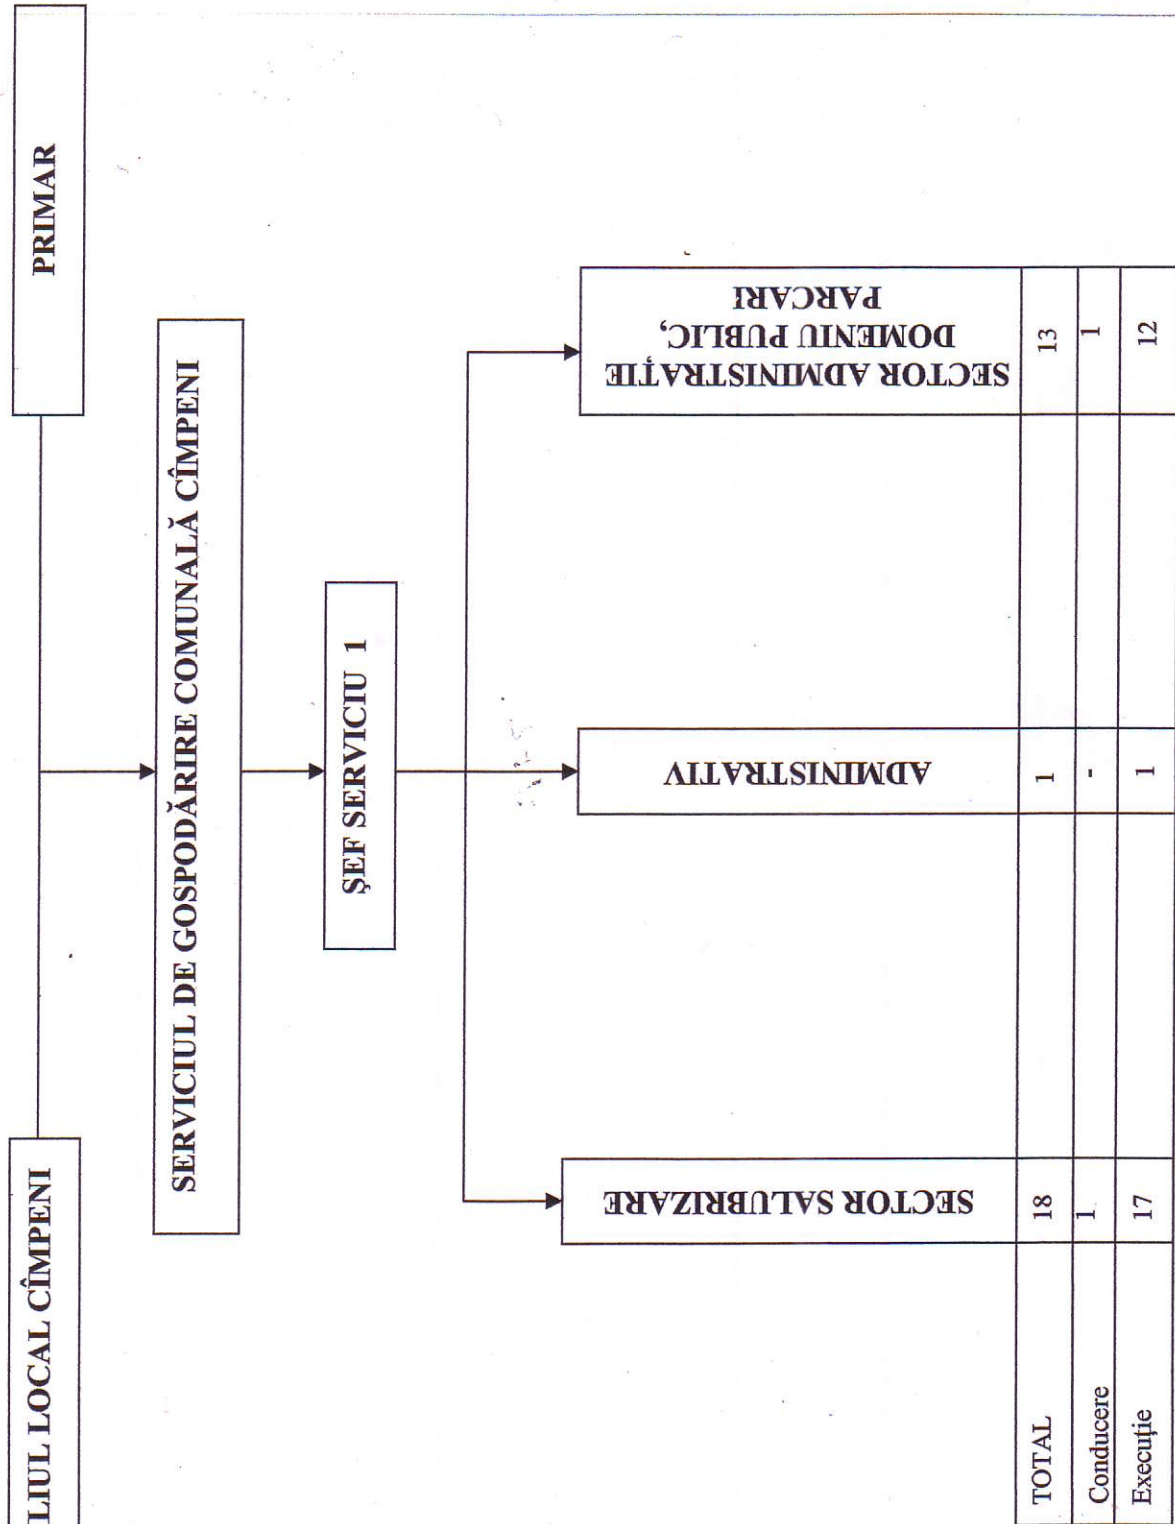 LIUL LOCAL CÎMPENI
PRIMAR
SERVICIUL DE GOSPODĂRIRE COMUNALĂ CÎMPENI
ŞEF SERVICIU 1
SECTOR SALUBRIZARE
ADMINISTRATIV
SECTOR ADMINISTRAŢIE
DOMENIU PUBLIC,
PARCARI
TOTAL 18 1 13
Conducere 1 - 1
Execuţie 17 1 12